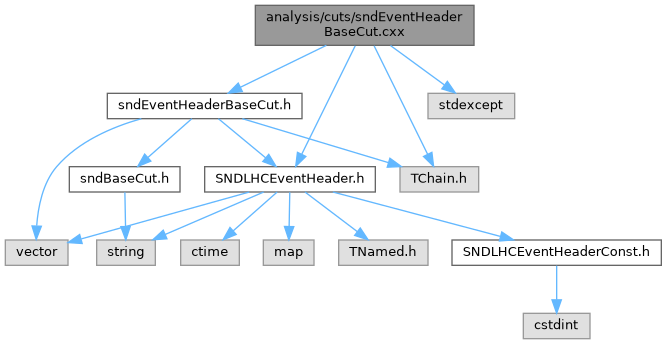 analysis/cuts/sndEventHeader
BaseCut.cxx
sndEventHeaderBaseCut.h
stdexcept
sndBaseCut.h
SNDLHCEventHeader.h
TChain.h
vector
string
ctime
map
TNamed.h
SNDLHCEventHeaderConst.h
cstdint